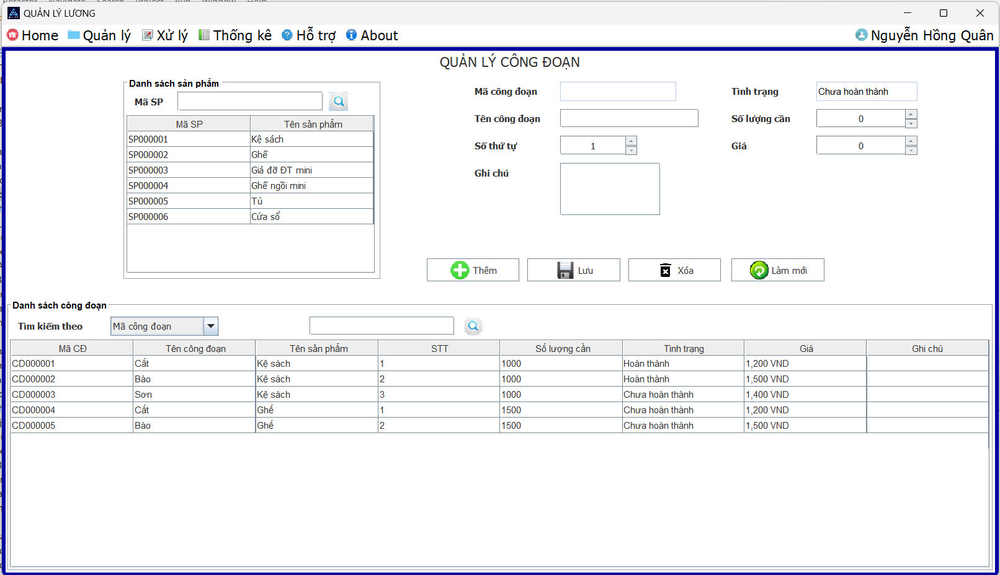 QUẢN LÝ LƯƠNG
Home Quản lý Xử lý Thống kê Hỗ trợ About Nguyễn Hồng Quân
QUẢN LÝ CÔNG ĐOẠN
Danh sách sản phẩm
Mã SP
Mã SP Tên sản phẩm
SP000001 Kệ sách
SP000002 Ghế
SP000003 Giá đỡ ĐT mini
SP000004 Ghế ngồi mini
SP000005 Tủ
SP000006 Cửa sổ
Mã công đoạn Tình trạng Chưa hoàn thành
Tên công đoạn Số lượng cần 0
Số thứ tự 1 Giá 0
Ghi chú
Thêm Lưu Xóa Làm mới
Danh sách công đoạn
Tìm kiếm theo Mã công đoạn
Mã CĐ Tên công đoạn Tên sản phẩm STT Số lượng cần Tình trạng Giá Ghi chú
CD000001 Cắt Kệ sách 1 1000 Hoàn thành 1,200 VND
CD000002 Bào Kệ sách 2 1000 Hoàn thành 1,500 VND
CD000003 Sơn Kệ sách 3 1000 Chưa hoàn thành 1,400 VND
CD000004 Cắt Ghế 1 1500 Chưa hoàn thành 1,200 VND
CD000005 Bào Ghế 2 1500 Chưa hoàn thành 1,500 VND